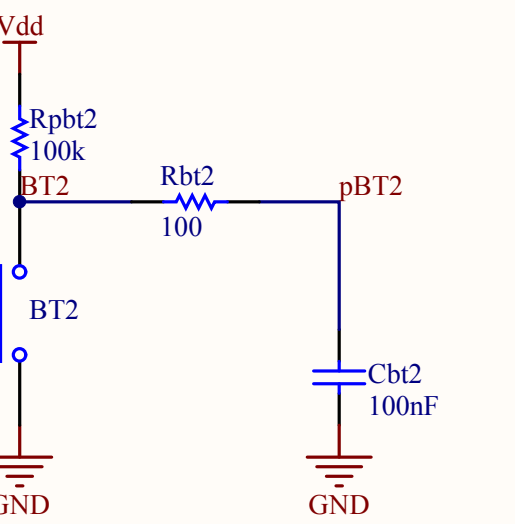 Vdd
Rpbt2
100k
BT2
Rbt2
100
pBT2
BT2
Cbt2
100nF
GND
GND